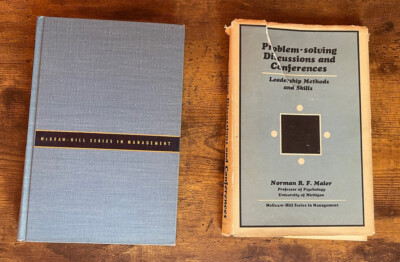 McGRAW-HILL SERIES IN MANAGEMENT
Problem-solving
Discussions and
Conferences
Leadership Methods
and Skills
Norman R. F. Maier
Professor of Psychology
University of Michigan
McGraw-Hill Series in Management